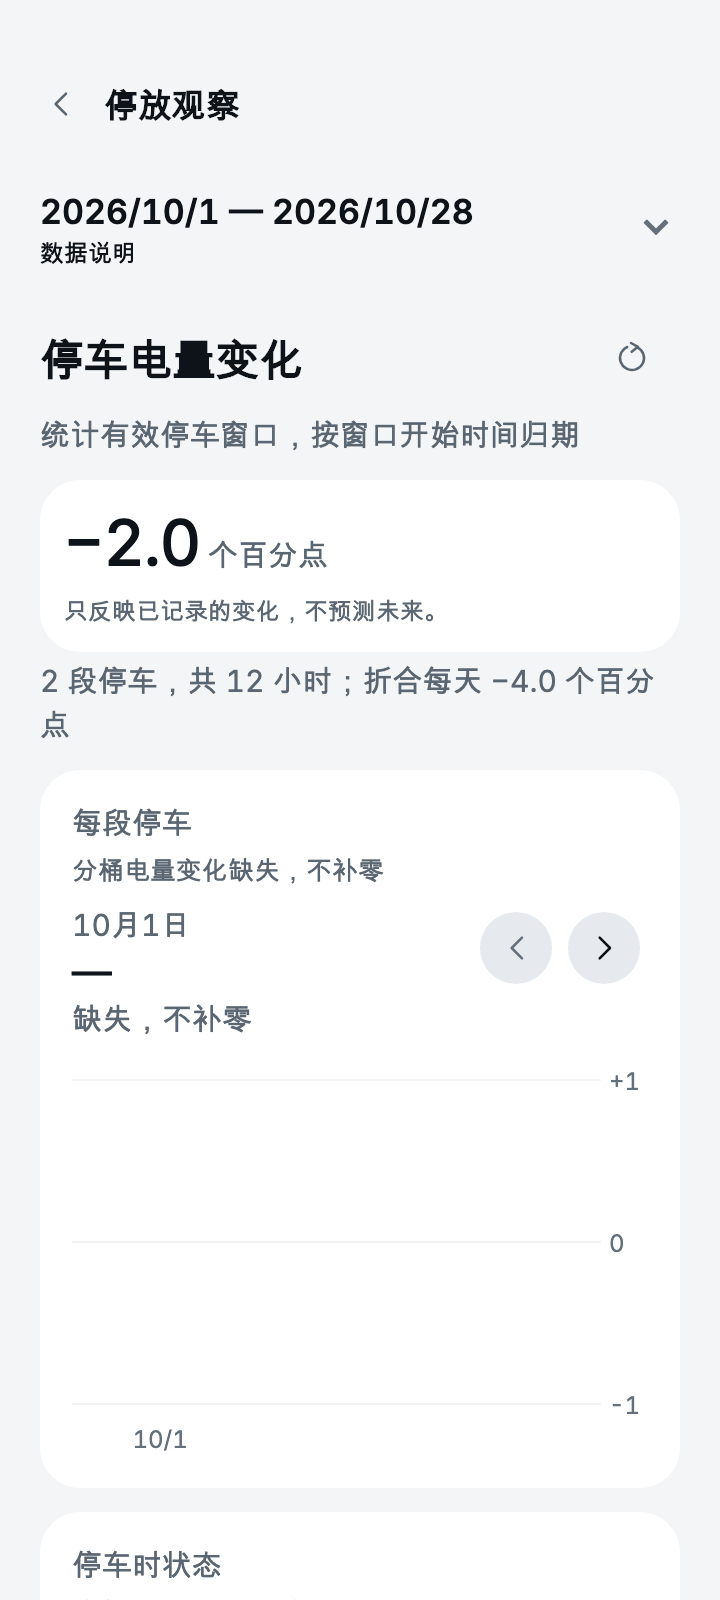 停放观察
2026/10/1 — 2026/10/28
数据说明
停车电量变化
统计有效停车窗口，按窗口开始时间归期
−2.0 个百分点
只反映已记录的变化，不预测未来。
2 段停车，共 12 小时；折合每天 −4.0 个百分
点
每段停车
分桶电量变化缺失，不补零
10月1日
—
缺失，不补零
+1
0
-1
10/1
停车时状态